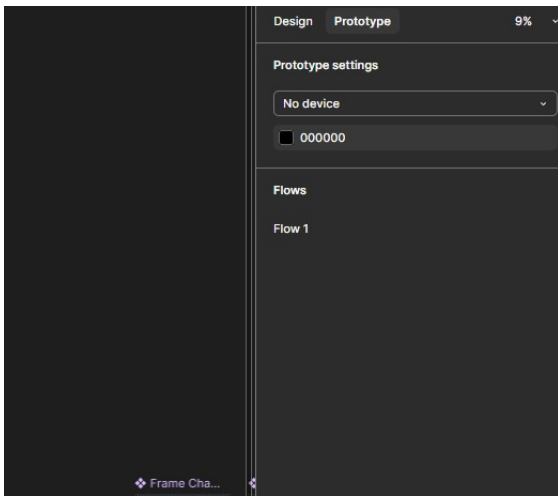 Design Prototype 9%
Prototype settings
No device
000000
Flows
Flow 1
Frame Cha...